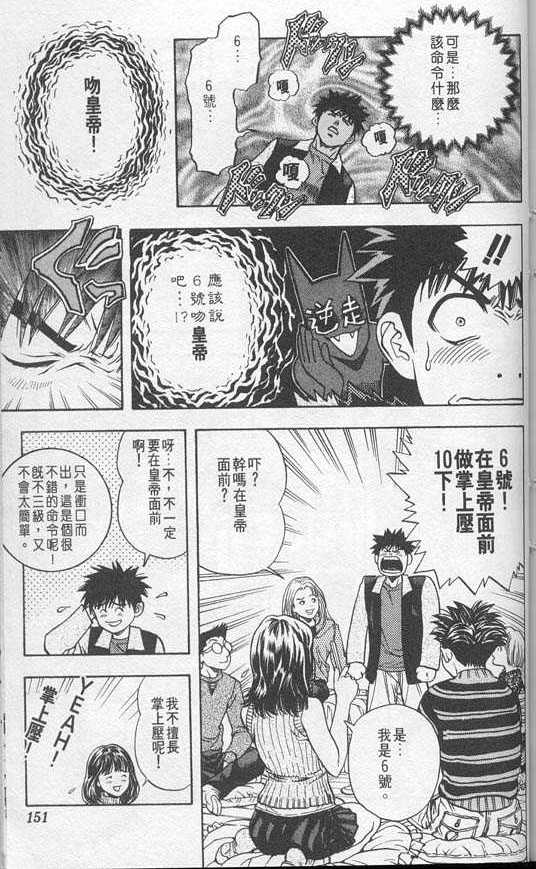 可是…那麼
該命令什麼…
嗄
嗄
嗄
6…
6號…
吻皇帝！
!!
逆走
應該說
6號吻皇帝
吧…!?
6號！
在皇帝面前
做掌上壓
10下！
吓？
幹嗎在皇帝
面前？
是…
我是6號。
呀…不，不一定
要在皇帝面前
啊！
只是衝口而
出，這是個很
不錯的命令呢！
既不三級，又
不會太簡單。
我不擅長
掌上壓呢！
YEAH！
掌上壓！
151